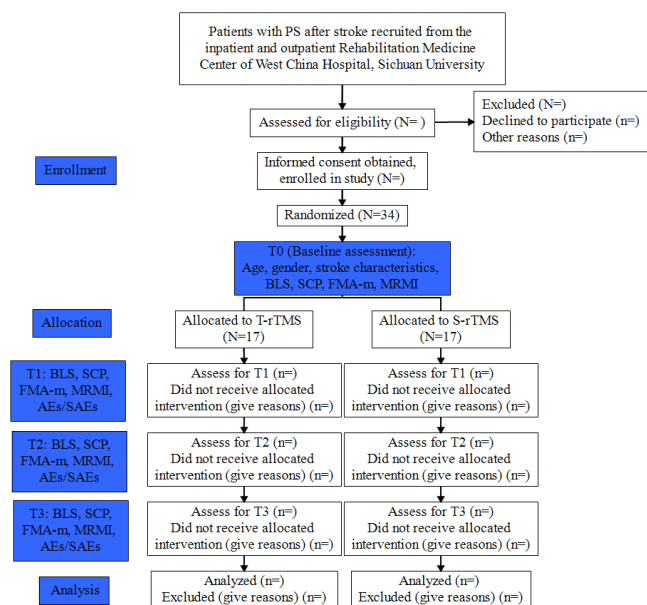 Patients with PS after stroke recruited from the
inpatient and outpatient Rehabilitation Medicine
Center of West China Hospital, Sichuan University
Assessed for eligibility (N= )
Excluded (N=)
Declined to participate (n=)
Other reasons (n=)
Enrollment
Informed consent obtained,
enrolled in study (N=)
Randomized (N=34)
T0 (Baseline assessment):
Age, gender, stroke characteristics,
BLS, SCP, FMA-m, MRMI
Allocation
Allocated to T-rTMS
(N=17)
Allocated to S-rTMS
(N=17)
T1: BLS, SCP,
FMA-m, MRMI,
AEs/SAEs
Assess for T1 (n=)
Did not receive allocated
intervention (give reasons) (n=)
Assess for T1 (n=)
Did not receive allocated
intervention (give reasons) (n=)
T2: BLS, SCP,
FMA-m, MRMI,
AEs/SAEs
Assess for T2 (n=)
Did not receive allocated
intervention (give reasons) (n=)
Assess for T2 (n=)
Did not receive allocated
intervention (give reasons) (n=)
T3: BLS, SCP,
FMA-m, MRMI,
AEs/SAEs
Assess for T3 (n=)
Did not receive allocated
intervention (give reasons) (n=)
Assess for T3 (n=)
Did not receive allocated
intervention (give reasons) (n=)
Analysis
Analyzed (n=)
Excluded (give reasons) (n=)
Analyzed (n=)
Excluded (give reasons) (n=)